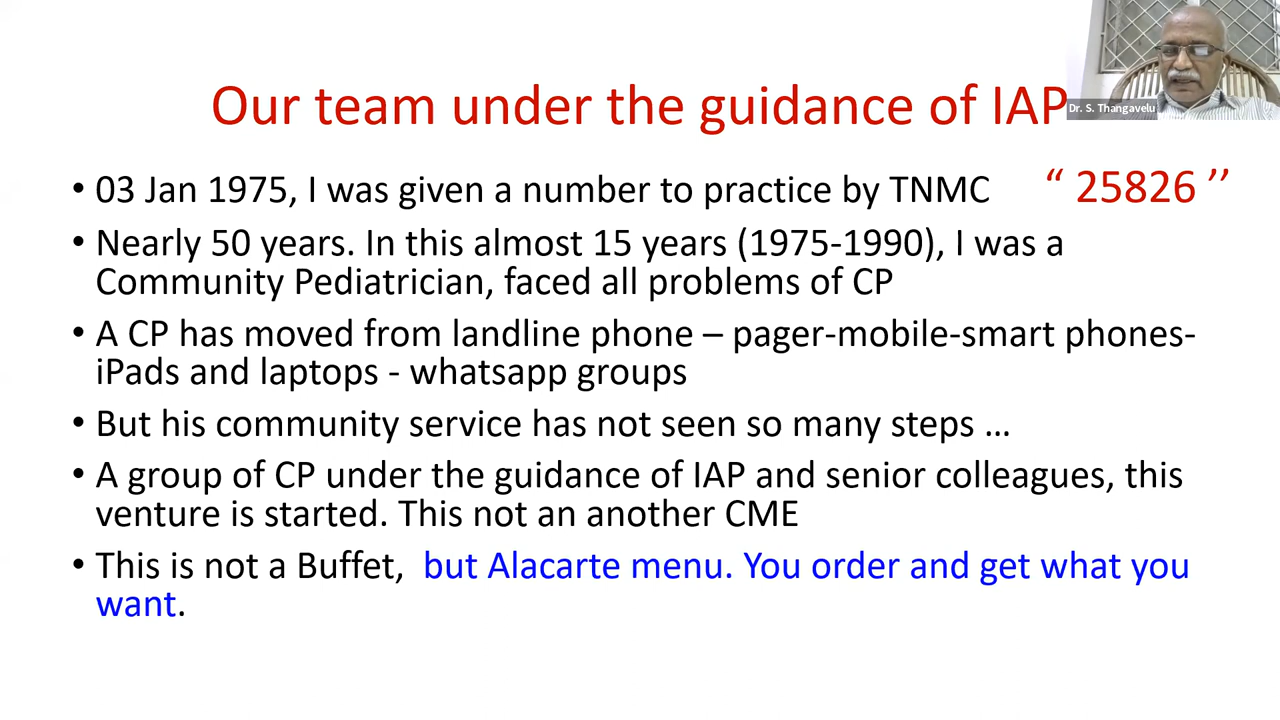 Our team under the guidance of IAP
Dr. S. Thangavelu
• 03 Jan 1975, I was given a number to practice by TNMC “ 25826 ’’
• Nearly 50 years. In this almost 15 years (1975-1990), I was a
Community Pediatrician, faced all problems of CP
• A CP has moved from landline phone – pager-mobile-smart phones-
iPads and laptops - whatsapp groups
• But his community service has not seen so many steps …
• A group of CP under the guidance of IAP and senior colleagues, this
venture is started. This not an another CME
• This is not a Buffet, but Alacarte menu. You order and get what you
want.